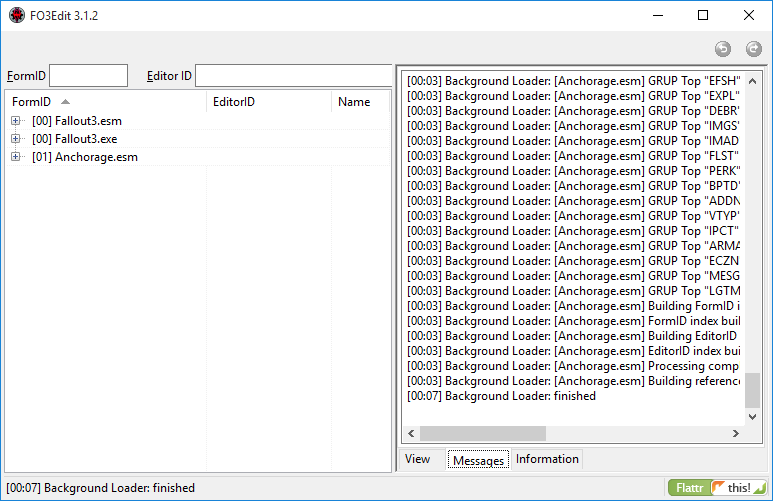 FO3Edit 3.1.2
FormID
Editor ID
FormID EditorID Name
[00] Fallout3.esm
[00] Fallout3.exe
[01] Anchorage.esm
[00:03] Background Loader: [Anchorage.esm] GRUP Top "EFSH"
[00:03] Background Loader: [Anchorage.esm] GRUP Top "EXPL"
[00:03] Background Loader: [Anchorage.esm] GRUP Top "DEBR"
[00:03] Background Loader: [Anchorage.esm] GRUP Top "IMGS"
[00:03] Background Loader: [Anchorage.esm] GRUP Top "IMAD
[00:03] Background Loader: [Anchorage.esm] GRUP Top "FLST"
[00:03] Background Loader: [Anchorage.esm] GRUP Top "PERK"
[00:03] Background Loader: [Anchorage.esm] GRUP Top "BPTD"
[00:03] Background Loader: [Anchorage.esm] GRUP Top "ADDN
[00:03] Background Loader: [Anchorage.esm] GRUP Top "VTYP"
[00:03] Background Loader: [Anchorage.esm] GRUP Top "IPCT"
[00:03] Background Loader: [Anchorage.esm] GRUP Top "ARMA
[00:03] Background Loader: [Anchorage.esm] GRUP Top "ECZN
[00:03] Background Loader: [Anchorage.esm] GRUP Top "MESG
[00:03] Background Loader: [Anchorage.esm] GRUP Top "LGTM
[00:03] Background Loader: [Anchorage.esm] Building FormID i
[00:03] Background Loader: [Anchorage.esm] FormID index buil
[00:03] Background Loader: [Anchorage.esm] Building EditorID
[00:03] Background Loader: [Anchorage.esm] EditorID index bui
[00:03] Background Loader: [Anchorage.esm] Processing comp
[00:03] Background Loader: [Anchorage.esm] Building reference
[00:07] Background Loader: finished
View Messages Information
[00:07] Background Loader: finished
Flattr this!